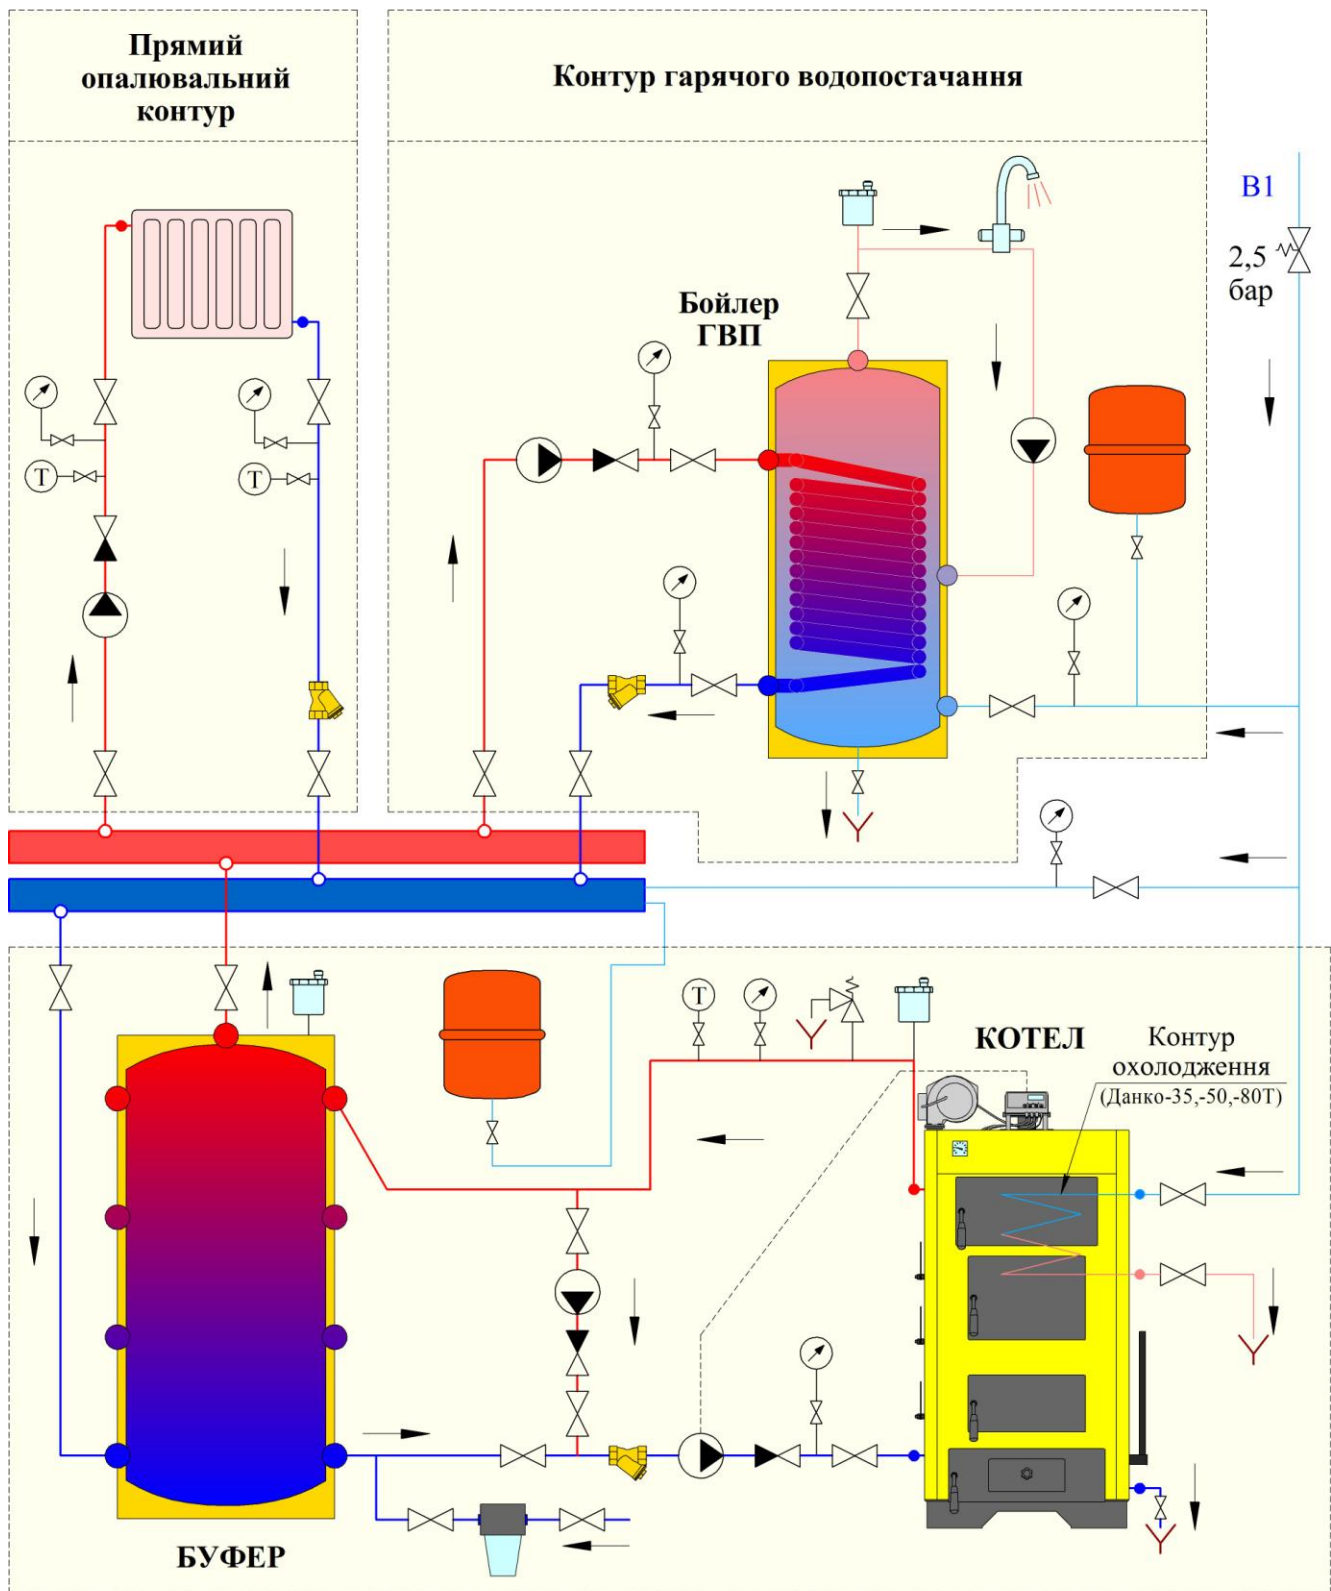 Прямий
опалювальний
контур
Контур гарячого водопостачання
В1
2,5
бар
Бойлер
ГВП
T
T
T
КОТЕЛ
Контур
охолодження
(Данко-35,-50,-80Т)
БУФЕР